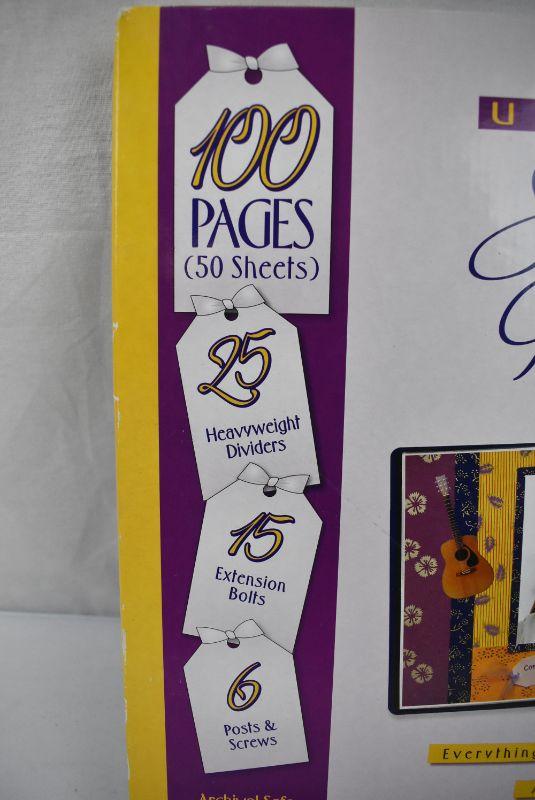 100
PAGES
(50 Sheets)
25
Heavyweight
Dividers
15
Extension
Bolts
6
Posts &
Screws
U
Everything